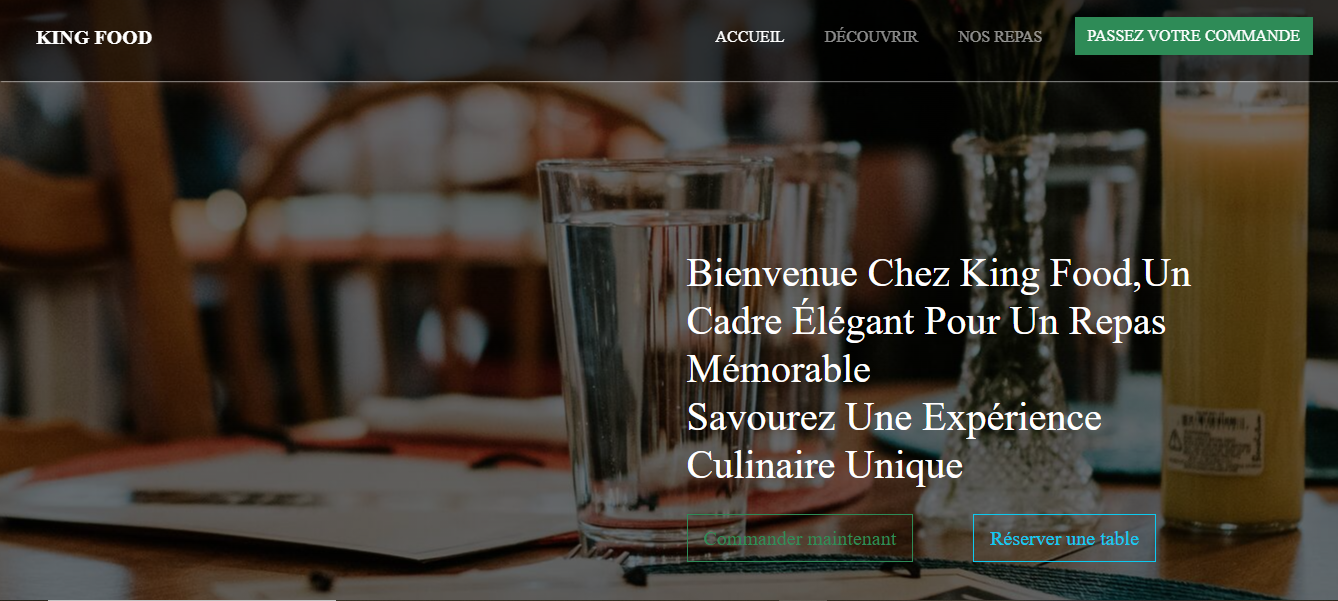 KING FOOD
ACCUEIL
DÉCOUVRIR
NOS REPAS
PASSEZ VOTRE COMMANDE
Bienvenue Chez King Food,Un
Cadre Élégant Pour Un Repas
Mémorable
Savourez Une Expérience
Culinaire Unique
Commander maintenant
Réserver une table